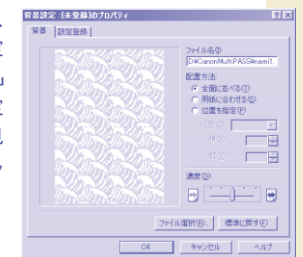 背景設定 (未登録)のプロパティ
背景 設定登録
ファイル名(I):
D:¥CanonMultiPASS¥nami1.
配置方法:
全面に並べる(T)
用紙に合わせる(S)
位置を指定(P)
濃度(D):
ファイル選択(B)...
標準に戻す(F)
OK
キャンセル
ヘルプ